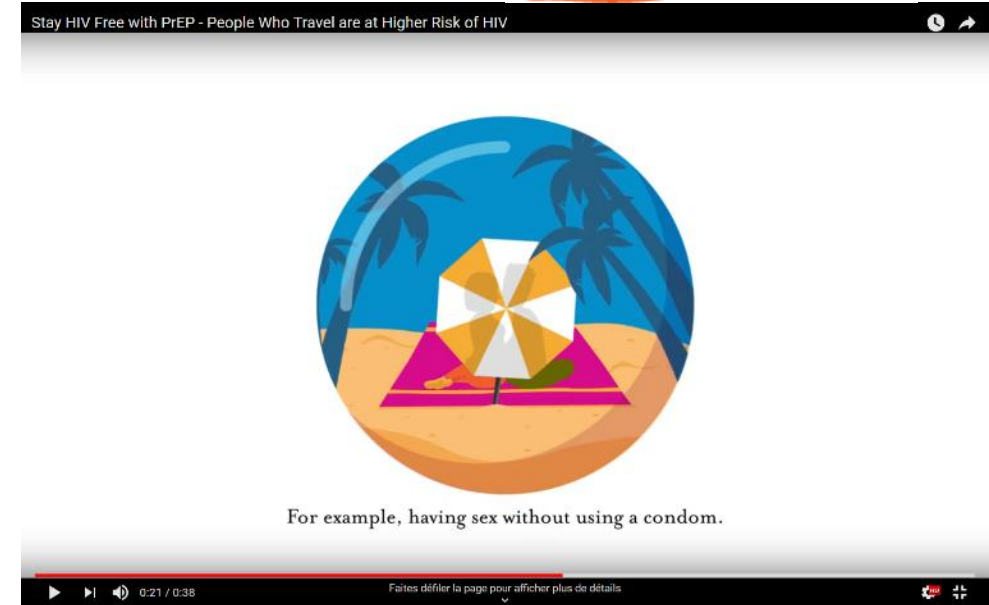 Stay HIV Free with PrEP - People Who Travel are at Higher Risk of HIV
For example, having sex without using a condom.
0:21 / 0:38
Faites défiler la page pour afficher plus de détails
HD